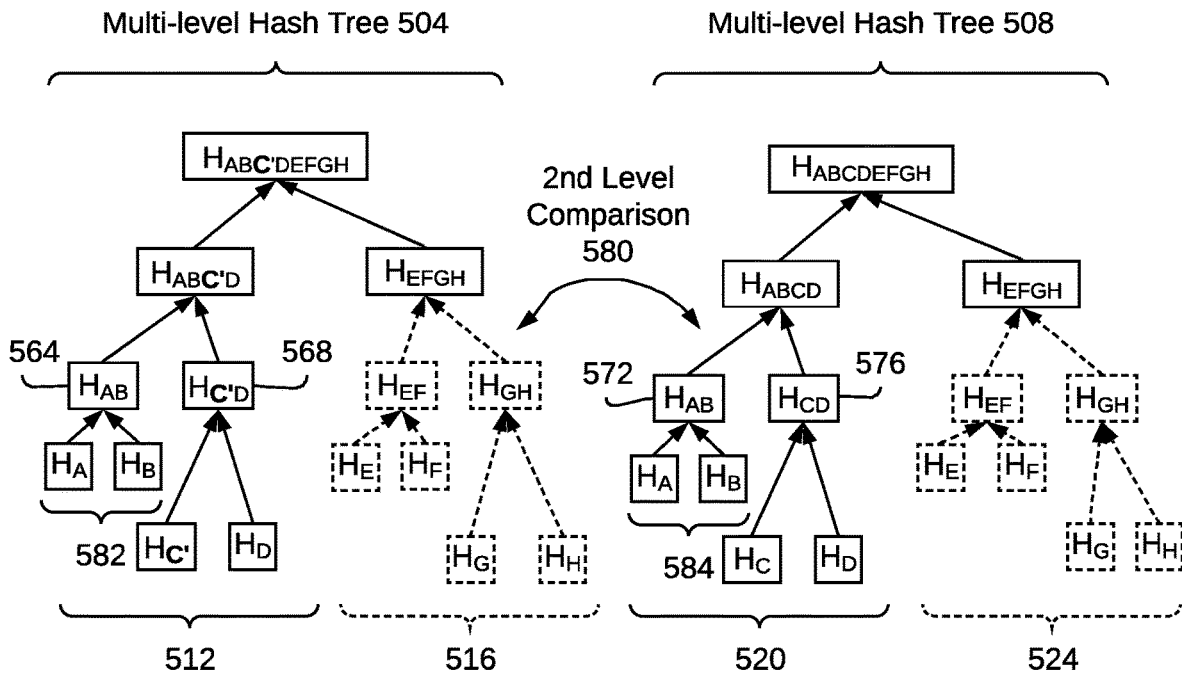 Multi-level Hash Tree 504
Multi-level Hash Tree 508
HABC'DEFGH
HABCDEFGH
2nd Level
Comparison
580
HABC'D
HEFGH
HABCD
HEFGH
564
568
572
576
HAB
HC'D
HEF
HGH
HAB
HCD
HEF
HGH
HA
HB
HE
HF
HA
HB
HE
HF
582
HC'
HD
HG
HH
584
HC
HD
HG
HH
512
516
520
524